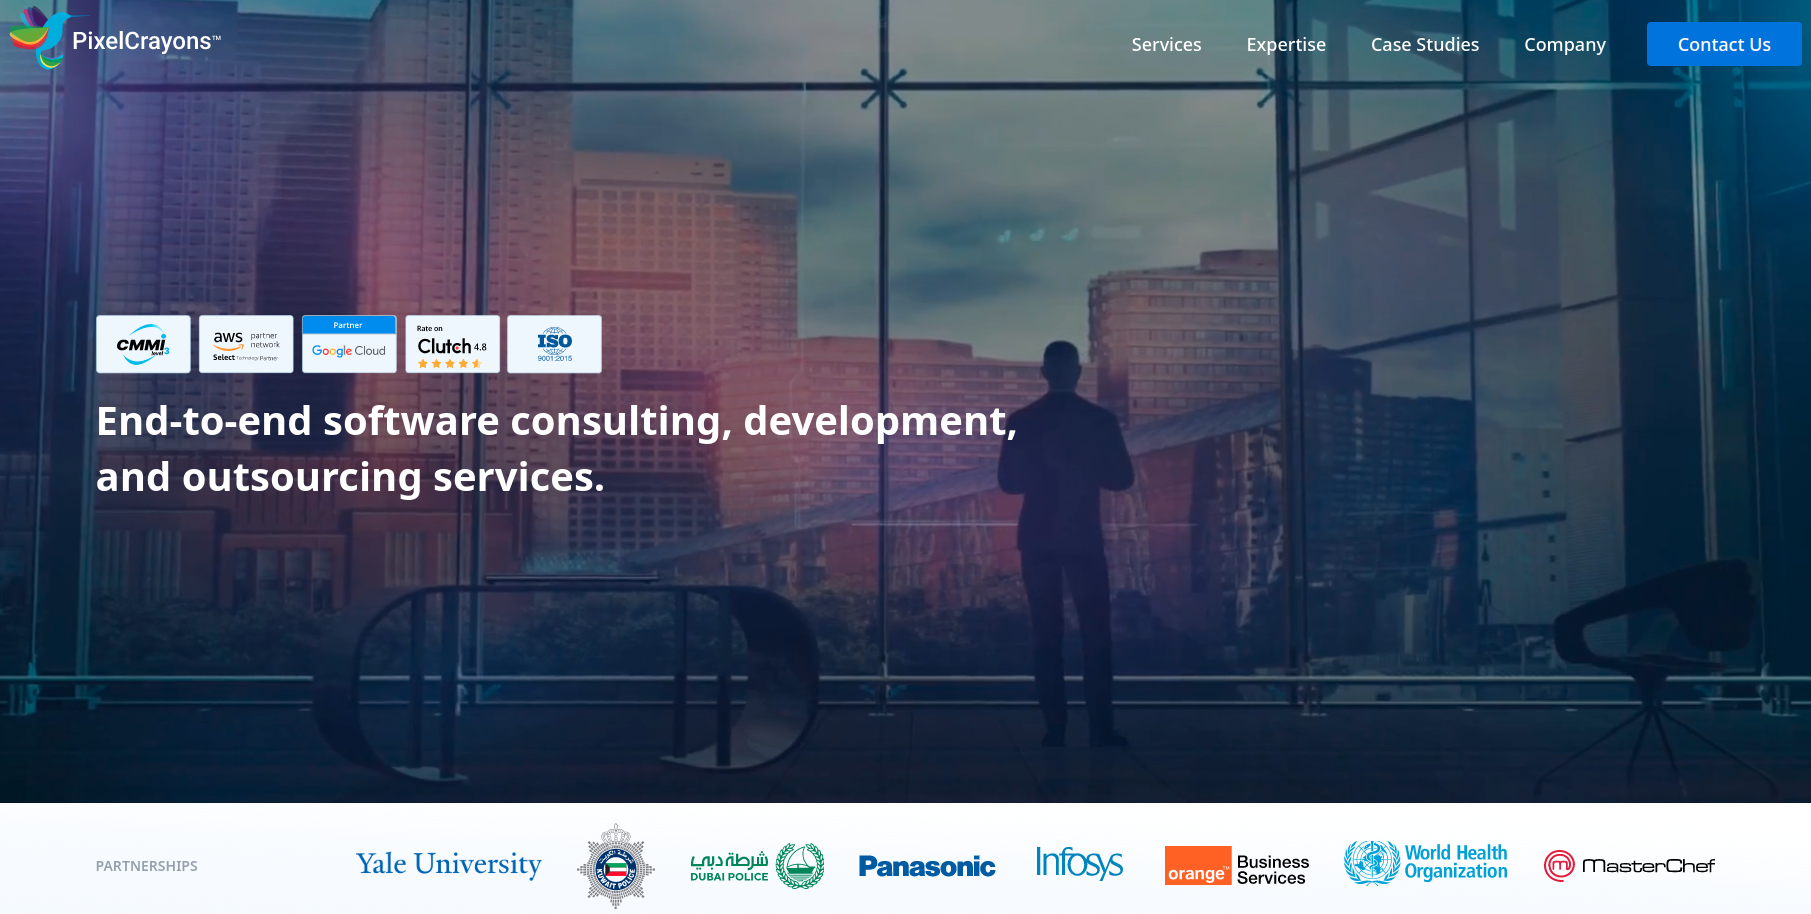 PixelCrayons™
Services
Expertise
Case Studies
Company
Contact Us
CMMI
level 3
aws partner
network
Select Technology Partner
Partner
Google Cloud
Rate on
Clutch 4.8
ISO
9001:2015
End-to-end software consulting, development,
and outsourcing services.
PARTNERSHIPS
Yale University
KUWAIT POLICE
شرطة دبي
DUBAI POLICE
Panasonic
Infosys
orange™
Business
Services
World Health
Organization
MasterChef